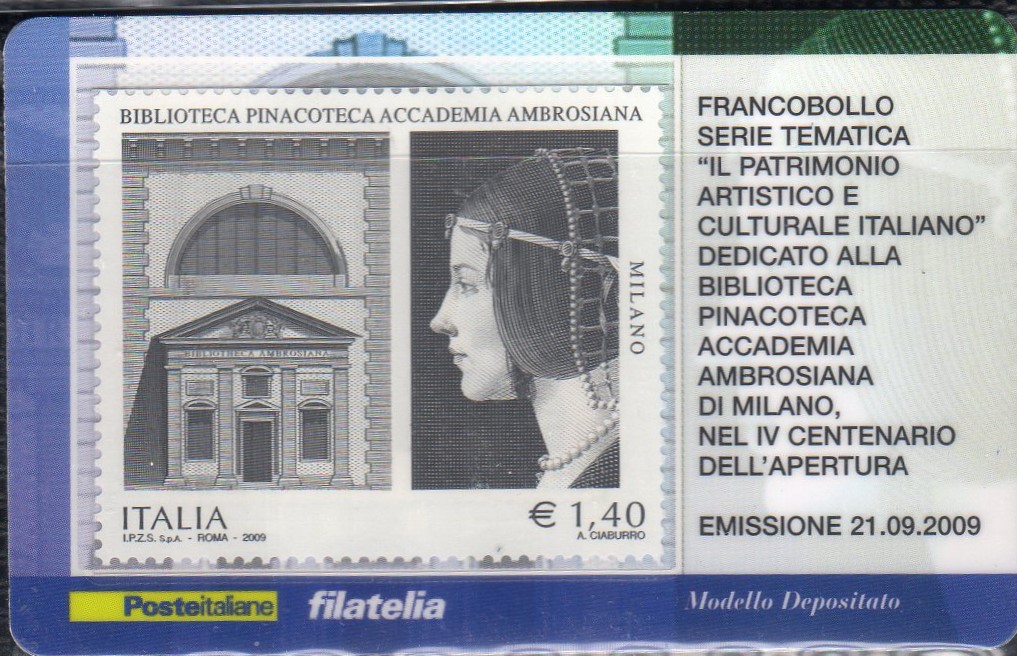 BIBLIOTECA PINACOTECA ACCADEMIA AMBROSIANA
BIBLIOTHECA AMBROSIANA
MILANO
ITALIA
€ 1,40
I.P.Z.S. S.p.A. - ROMA - 2009
A. CIABURRO
FRANCOBOLLO
SERIE TEMATICA
“IL PATRIMONIO
ARTISTICO E
CULTURALE ITALIANO”
DEDICATO ALLA
BIBLIOTECA
PINACOTECA
ACCADEMIA
AMBROSIANA
DI MILANO,
NEL IV CENTENARIO
DELL’APERTURA
EMISSIONE 21.09.2009
Posteitaliane filatelia
Modello Depositato